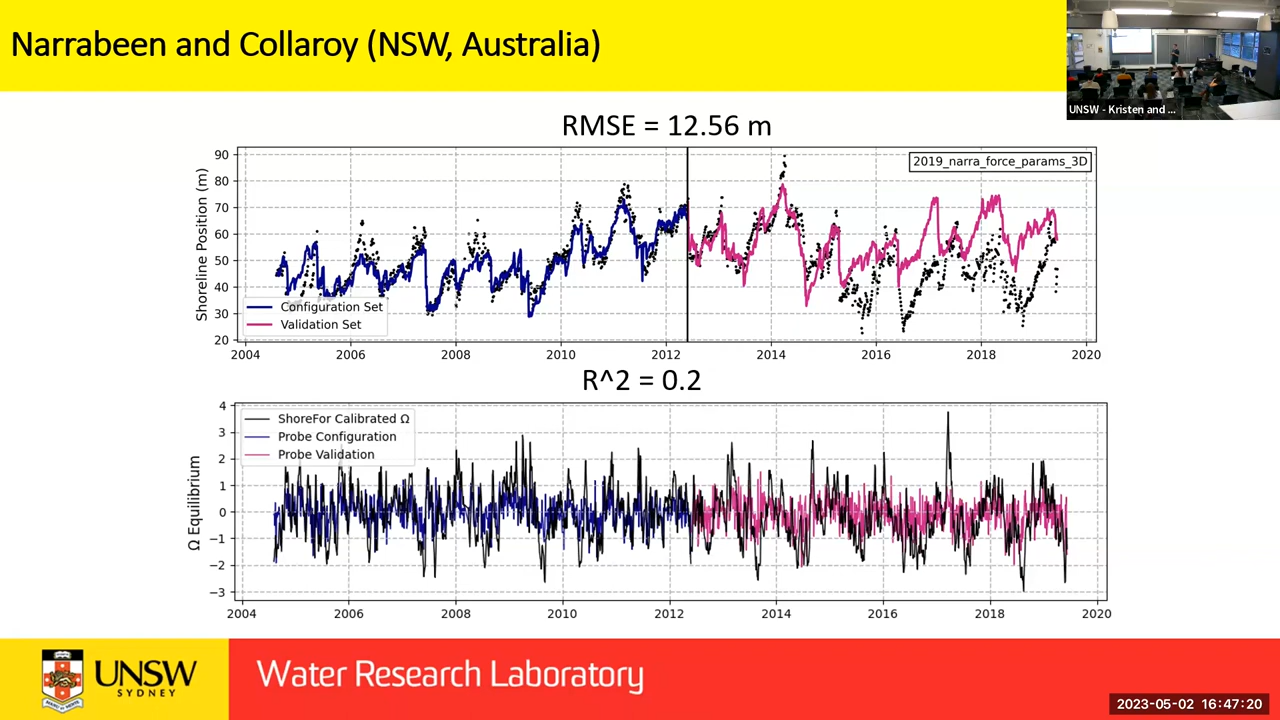 Narrabeen and Collaroy (NSW, Australia)
UNSW - Kristen and ...
RMSE = 12.56 m
2019_narra_force_params_3D
Shoreline Position (m)
90
80
70
60
50
40
30
20
Configuration Set
Validation Set
2004 2006 2008 2010 2012 2014 2016 2018 2020
R^2 = 0.2
Ω Equilibrium
4
3
2
1
0
−1
−2
−3
ShoreFor Calibrated Ω
Probe Configuration
Probe Validation
2004 2006 2008 2010 2012 2014 2016 2018 2020
UNSW
SYDNEY
Water Research Laboratory
2023-05-02 16:47:20